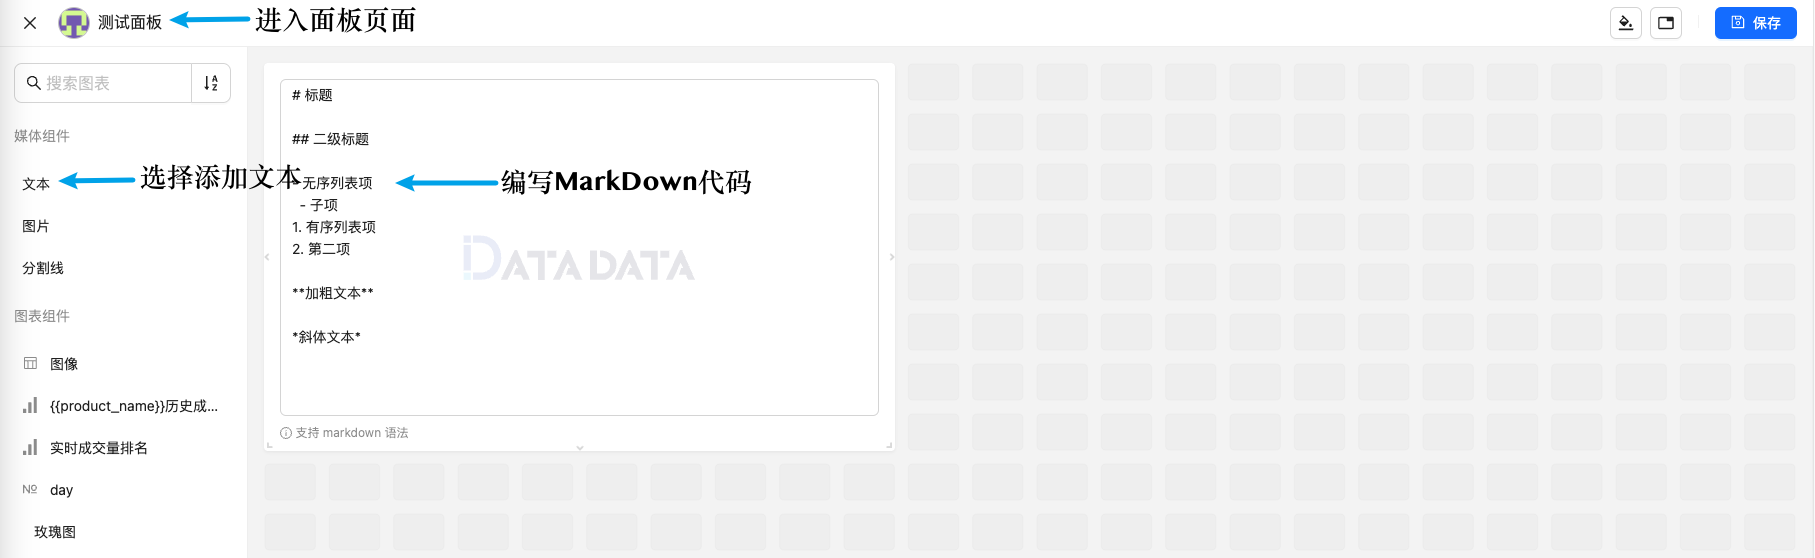 测试面板
进入面板页面
保存
搜索图表
媒体组件
文本
选择添加文本
图片
分割线
图表组件
图像
{{product_name}}历史成...
实时成交量排名
day
玫瑰图
# 标题
## 二级标题
无序列表项
编写MarkDown代码
- 子项
1. 有序列表项
2. 第二项
DATA DATA
**加粗文本**
*斜体文本*
支持 markdown 语法